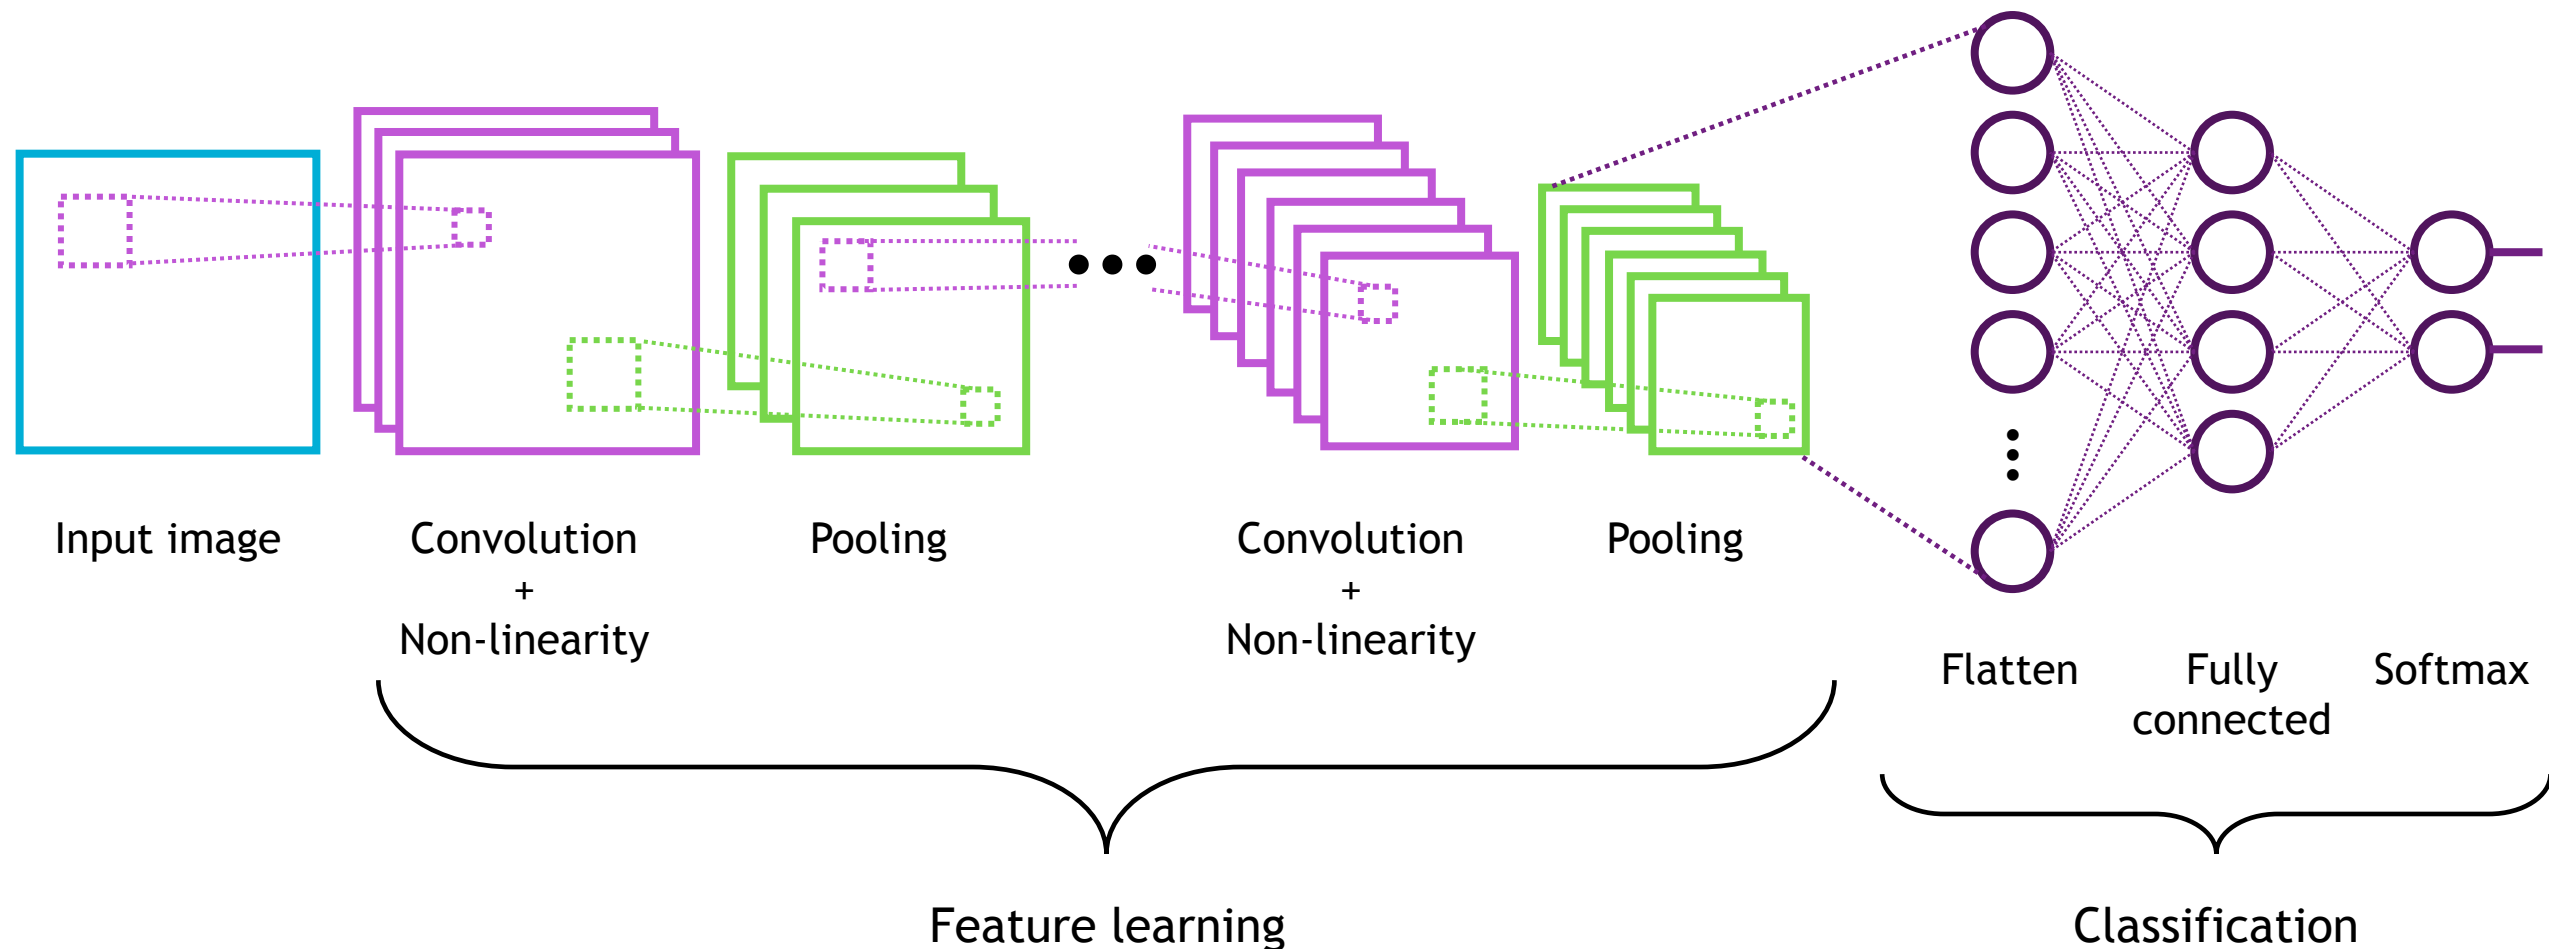 Input image
Convolution
+
Non-linearity
Pooling
Convolution
+
Non-linearity
Pooling
Flatten
Fully
connected
Softmax
Feature learning
Classification